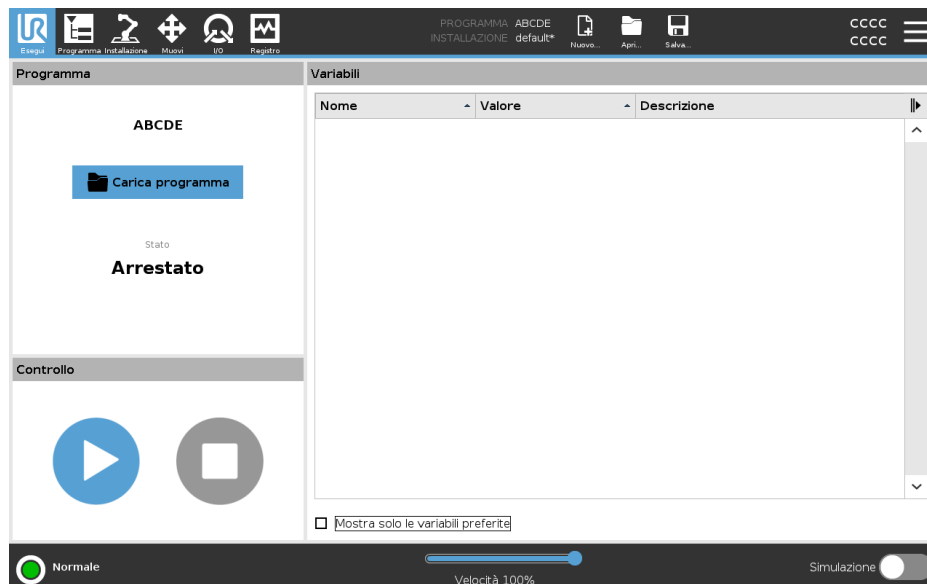 Esegui Programma Installazione Muovi I/O Registro
PROGRAMMA ABCDE
INSTALLAZIONE default*
Nuovo... Apri... Salva...
CCCC
CCCC
Programma
ABCDE
Carica programma
Stato
Arrestato
Controllo
Variabili
Nome Valore Descrizione
Mostra solo le variabili preferite
Normale
Velocità 100%
Simulazione